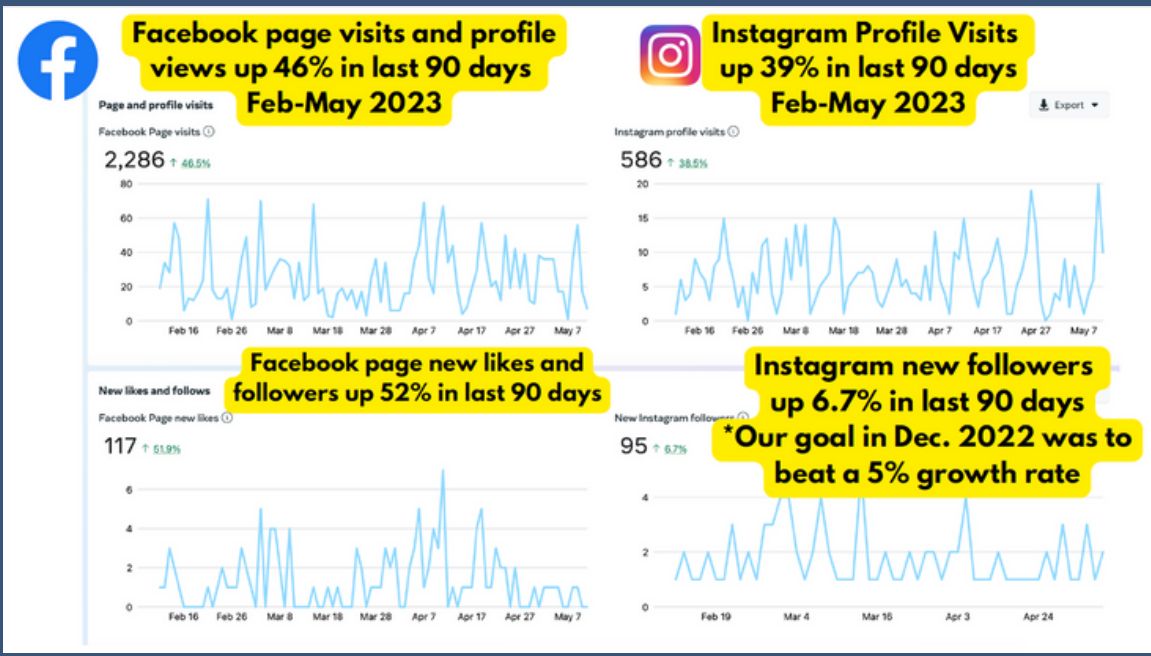 Facebook page visits and profile
views up 46% in last 90 days
Feb-May 2023
Instagram Profile Visits
up 39% in last 90 days
Feb-May 2023
Page and profile visits
Export
Facebook Page visits
2,286 ↑ 46.5%
80
60
40
20
0
Feb 16 Feb 26 Mar 8 Mar 18 Mar 28 Apr 7 Apr 17 Apr 27 May 7
Instagram profile visits
586 ↑ 38.5%
20
15
10
5
0
Feb 16 Feb 26 Mar 8 Mar 18 Mar 28 Apr 7 Apr 17 Apr 27 May 7
Facebook page new likes and
followers up 52% in last 90 days
Instagram new followers
up 6.7% in last 90 days
*Our goal in Dec. 2022 was to
beat a 5% growth rate
New likes and follows
Facebook Page new likes
117 ↑ 51.9%
6
4
2
0
Feb 16 Feb 26 Mar 8 Mar 18 Mar 28 Apr 7 Apr 17 Apr 27 May 7
New Instagram followers
95 ↑ 6.7%
4
2
0
Feb 19 Mar 4 Mar 16 Apr 3 Apr 24